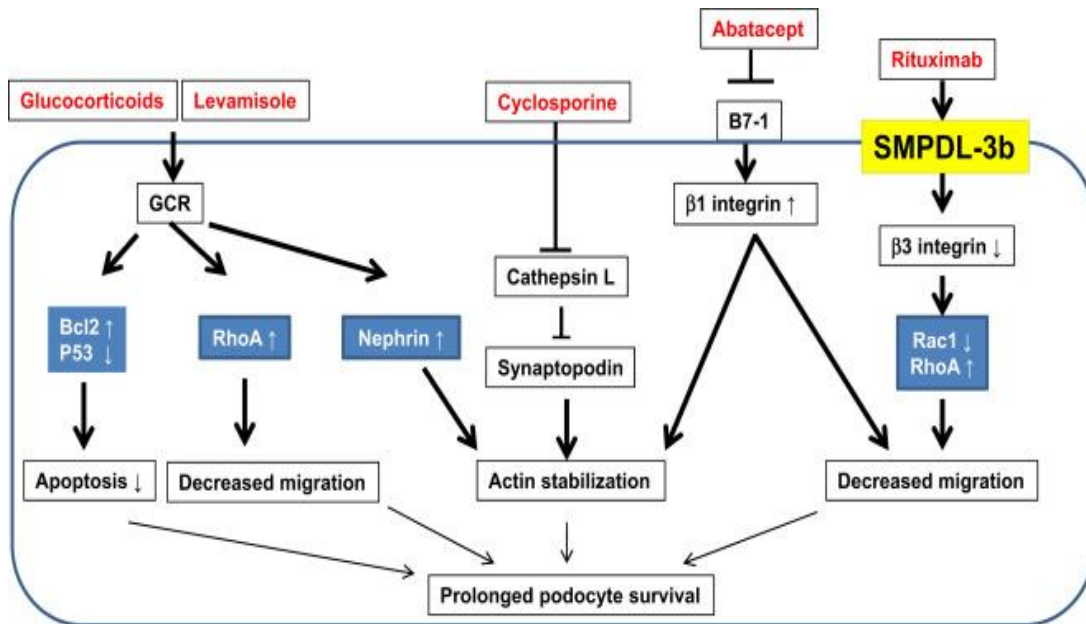 Abatacept
Rituximab
Glucocorticoids
Levamisole
Cyclosporine
B7-1
SMPDL-3b
GCR
β1 integrin ↑
β3 integrin ↓
Cathepsin L
Bcl2 ↑
P53 ↓
RhoA ↑
Nephrin ↑
Rac1 ↓
RhoA ↑
Synaptopodin
Apoptosis ↓
Decreased migration
Actin stabilization
Decreased migration
Prolonged podocyte survival